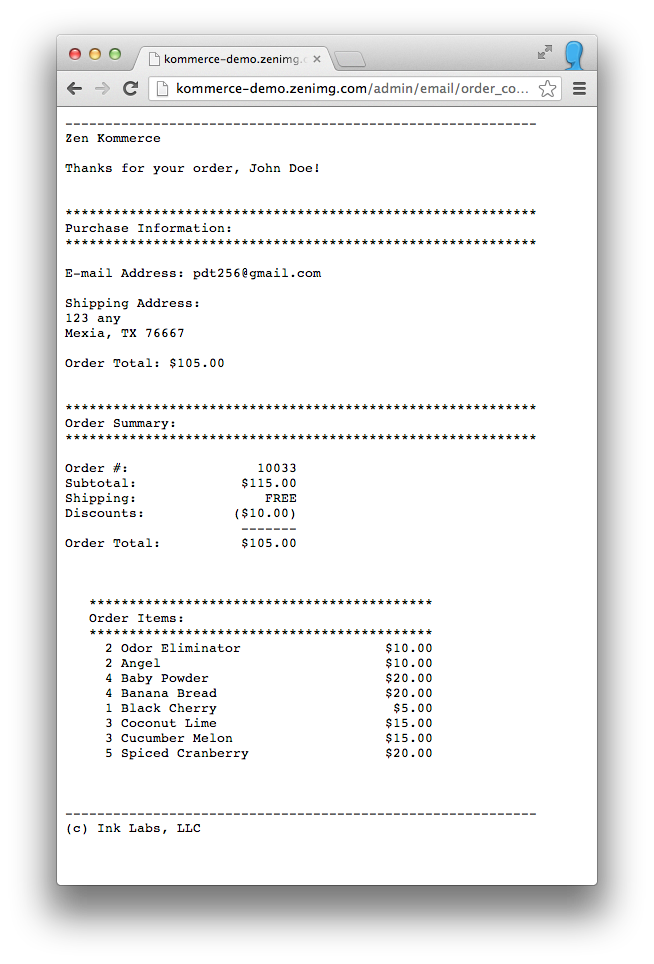 kommerce-demo.zenimg.c
kommerce-demo.zenimg.com/admin/email/order_co...
------------------------------------------------------------
Zen Kommerce
Thanks for your order, John Doe!
***********************************************************
Purchase Information:
***********************************************************
E-mail Address: pdt256@gmail.com
Shipping Address:
123 any
Mexia, TX 76667
Order Total: $105.00
***********************************************************
Order Summary:
***********************************************************
Order #: 10033
Subtotal: $115.00
Shipping: FREE
Discounts: ($10.00)
-------
Order Total: $105.00
*******************************************
Order Items:
*******************************************
2 Odor Eliminator $10.00
2 Angel $10.00
4 Baby Powder $20.00
4 Banana Bread $20.00
1 Black Cherry $5.00
3 Coconut Lime $15.00
3 Cucumber Melon $15.00
5 Spiced Cranberry $20.00
------------------------------------------------------------
(c) Ink Labs, LLC